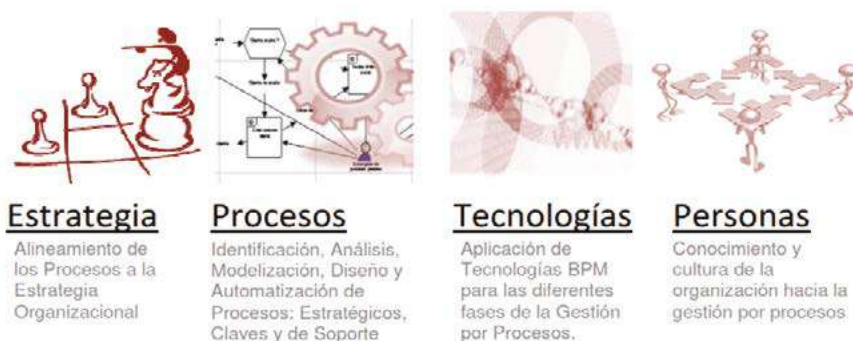 Estrategia
Alineamiento de
los Procesos a la
Estrategia
Organizacional
Procesos
Identificación, Análisis,
Modelización, Diseño y
Automatización de
Procesos: Estratégicos,
Claves y de Soporte
Tecnologías
Aplicación de
Tecnologías BPM
para las diferentes
fases de la Gestión
por Procesos.
Personas
Conocimiento y
cultura de la
organización hacia la
gestión por procesos